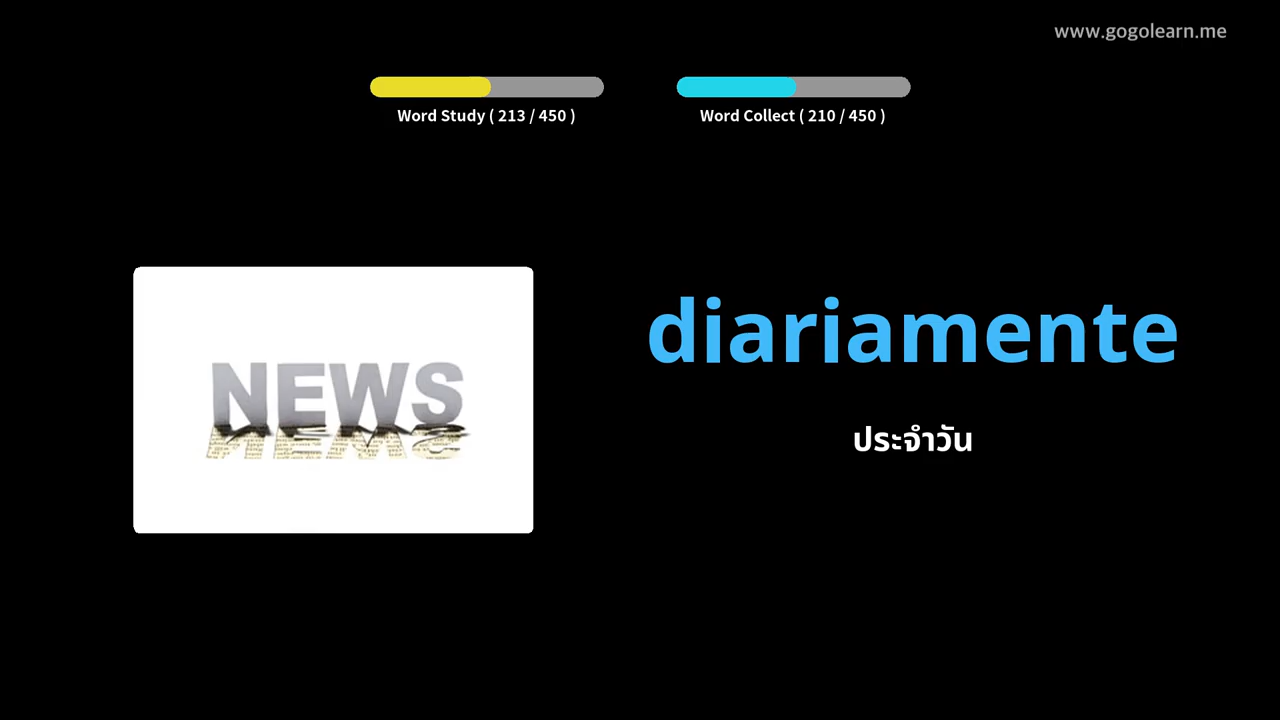 www.gogolearn.me
Word Study ( 213 / 450 )
Word Collect ( 210 / 450 )
NEWS
diariamente
ประจำวัน